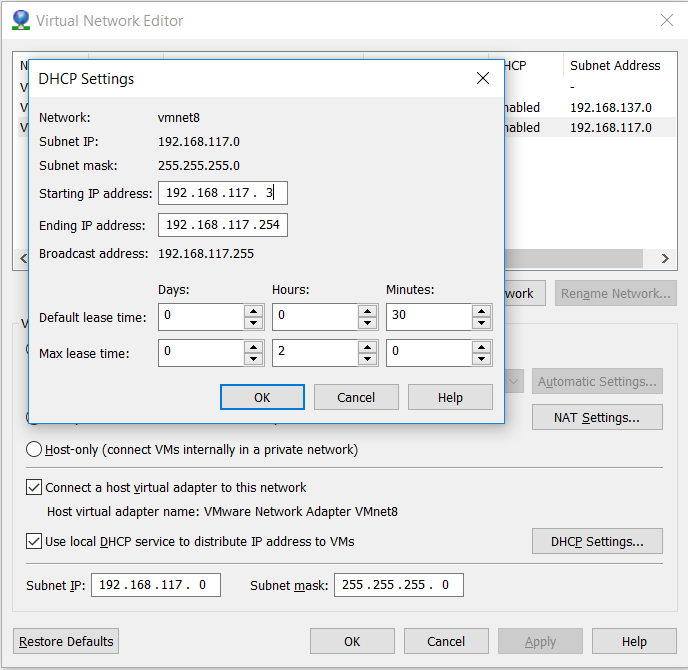 Virtual Network Editor
DHCP Subnet Address
-
192.168.137.0
192.168.117.0
DHCP Settings
Network: vmnet8
Subnet IP: 192.168.117.0
Subnet mask: 255.255.255.0
Starting IP address: 192 . 168 . 117 . 3
Ending IP address: 192 . 168 . 117 . 254
Broadcast address: 192.168.117.255
Days: Hours: Minutes:
Default lease time: 0 0 30
Max lease time: 0 2 0
OK Cancel Help
Rename Network...
Automatic Settings...
NAT Settings...
Host-only (connect VMs internally in a private network)
Connect a host virtual adapter to this network
Host virtual adapter name: VMware Network Adapter VMnet8
Use local DHCP service to distribute IP address to VMs DHCP Settings...
Subnet IP: 192 . 168 . 117 . 0 Subnet mask: 255 . 255 . 255 . 0
Restore Defaults OK Cancel Apply Help